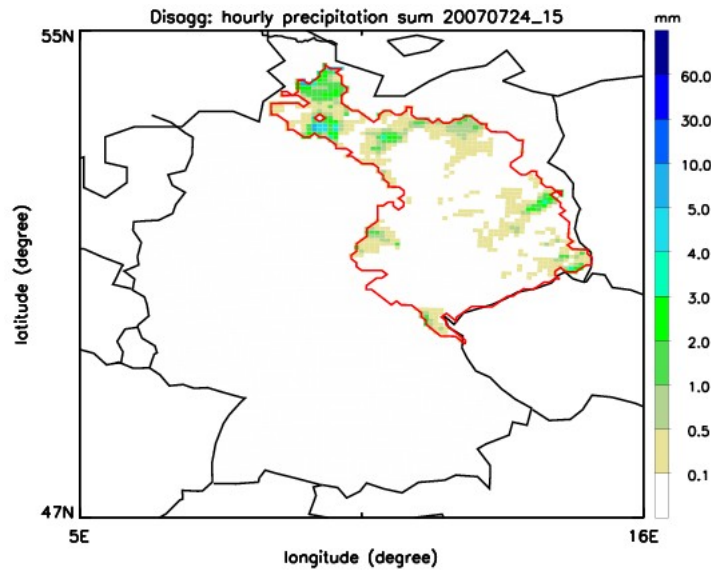 Disagg: hourly precipitation sum 20070724_15
mm
55N
60.0
30.0
10.0
5.0
4.0
3.0
2.0
1.0
0.5
0.1
latitude (degree)
47N
5E
16E
longitude (degree)